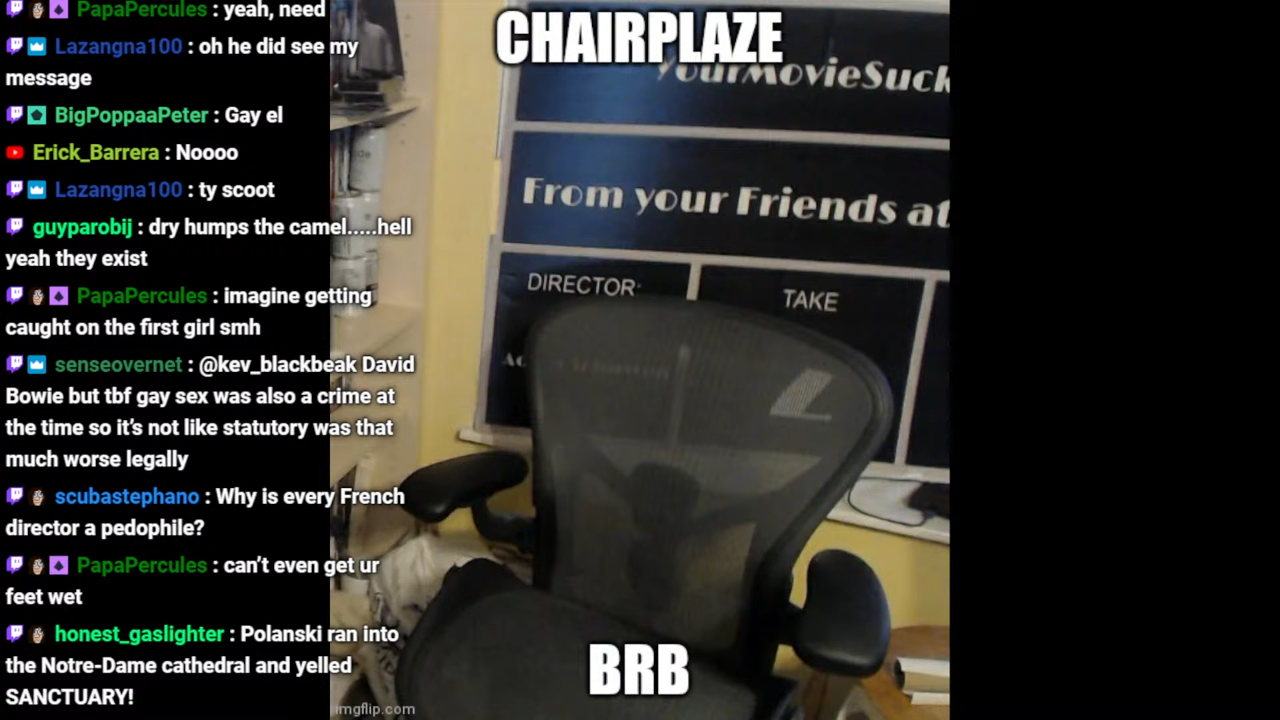 PapaPercules : yeah, need
Lazangna100 : oh he did see my
message
BigPoppaaPeter : Gay el
Erick_Barrera : Noooo
Lazangna100 : ty scoot
guyparobij : dry humps the camel.....hell
yeah they exist
PapaPercules : imagine getting
caught on the first girl smh
senseovernet : @kev_blackbeak David
Bowie but tbf gay sex was also a crime at
the time so it's not like statutory was that
much worse legally
scubastephano : Why is every French
director a pedophile?
PapaPercules : can't even get ur
feet wet
honest_gaslighter : Polanski ran into
the Notre-Dame cathedral and yelled
SANCTUARY!
CHAIRPLAZE
YourMovieSuck
From your Friends at
DIRECTOR:
TAKE
BRB
imgflip.com